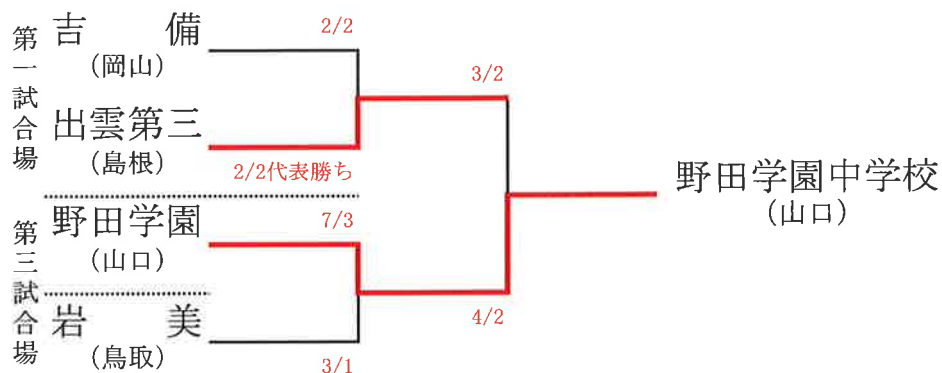 第一試合場
吉 備
(岡山)
2/2
出雲第三
(島根)
2/2代表勝ち
3/2
第三試合場
野田学園
(山口)
7/3
岩 美
(鳥取)
3/1
4/2
野田学園中学校
(山口)